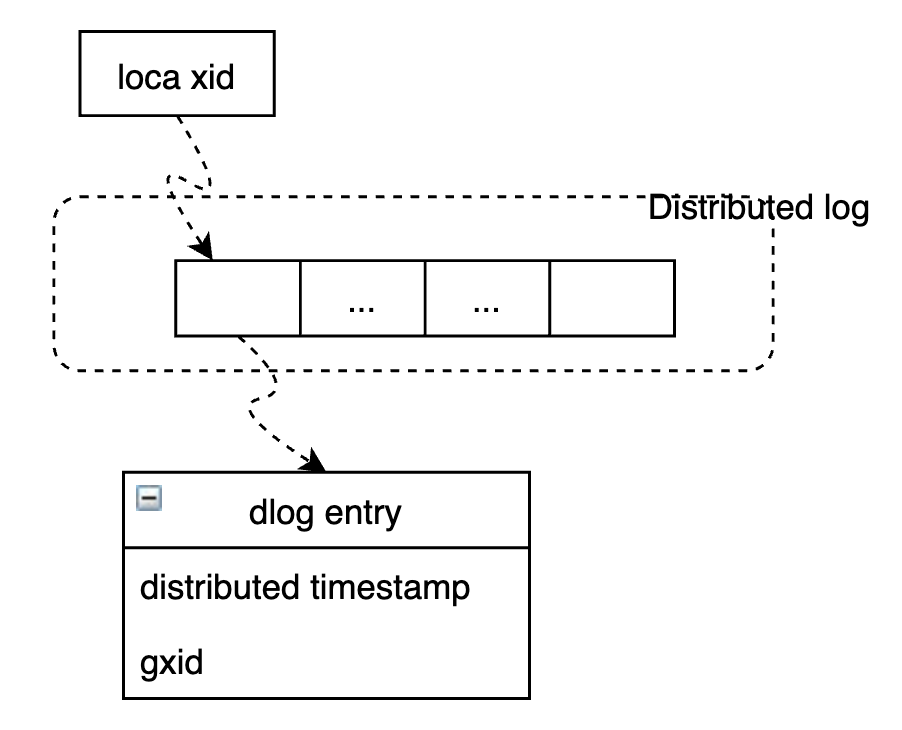 loca xid
Distributed log
... ...
dlog entry
distributed timestamp
gxid